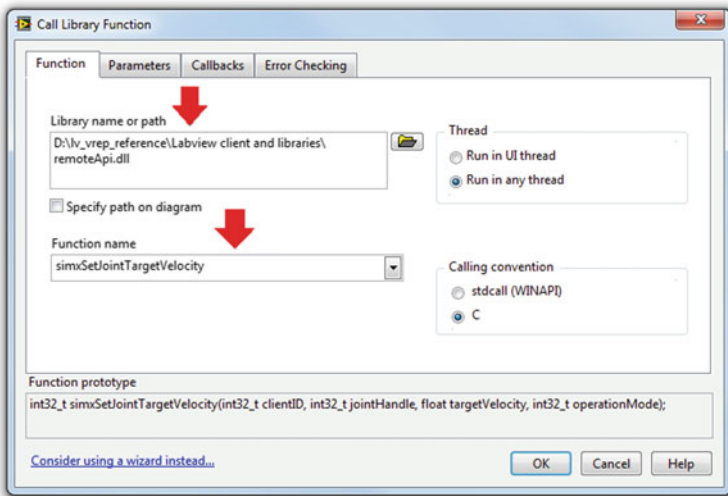 Call Library Function
Function Parameters Callbacks Error Checking
Library name or path
D:\lv_vrep_reference\Labview client and libraries\
remoteApi.dll
Specify path on diagram
Thread
Run in UI thread
Run in any thread
Function name
simxSetJointTargetVelocity
Calling convention
stdcall (WINAPI)
C
Function prototype
int32_t simxSetJointTargetVelocity(int32_t clientID, int32_t jointHandle, float targetVelocity, int32_t operationMode);
Consider using a wizard instead...
OK Cancel Help